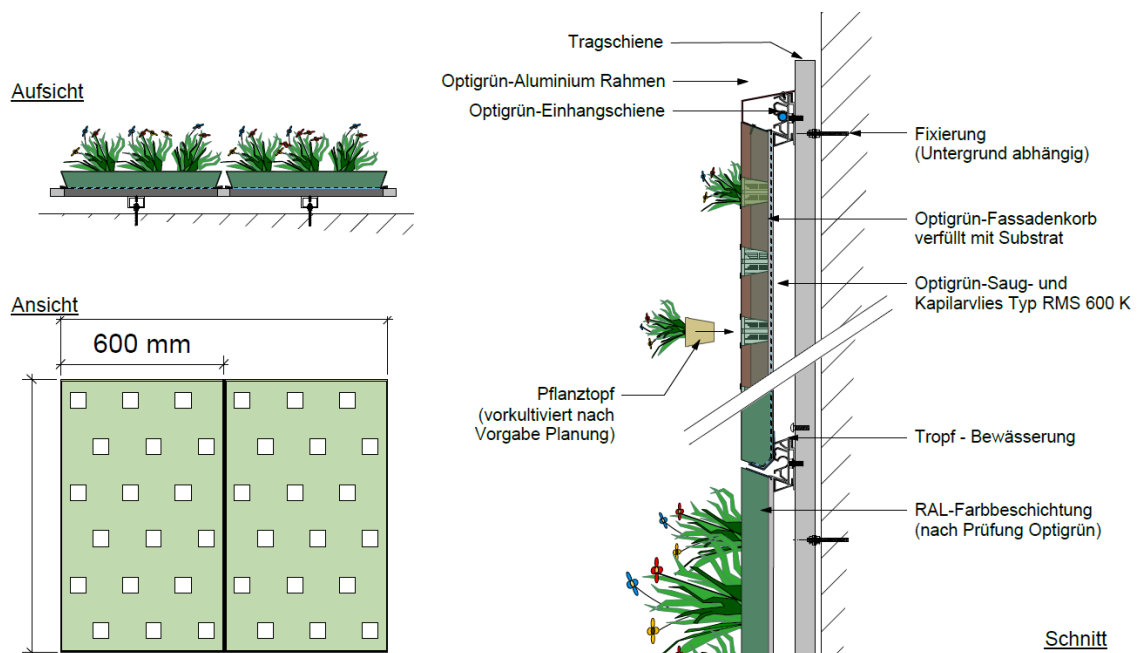 Aufsicht
Ansicht
600 mm
Tragschiene
Optigrün-Aluminium Rahmen
Optigrün-Einhangschiene
Fixierung
(Untergrund abhängig)
Optigrün-Fassadenkorb
verfüllt mit Substrat
Optigrün-Saug- und
Kapilarvlies Typ RMS 600 K
Pflanztopf
(vorkultiviert nach
Vorgabe Planung)
Tropf - Bewässerung
RAL-Farbbeschichtung
(nach Prüfung Optigrün)
Schnitt